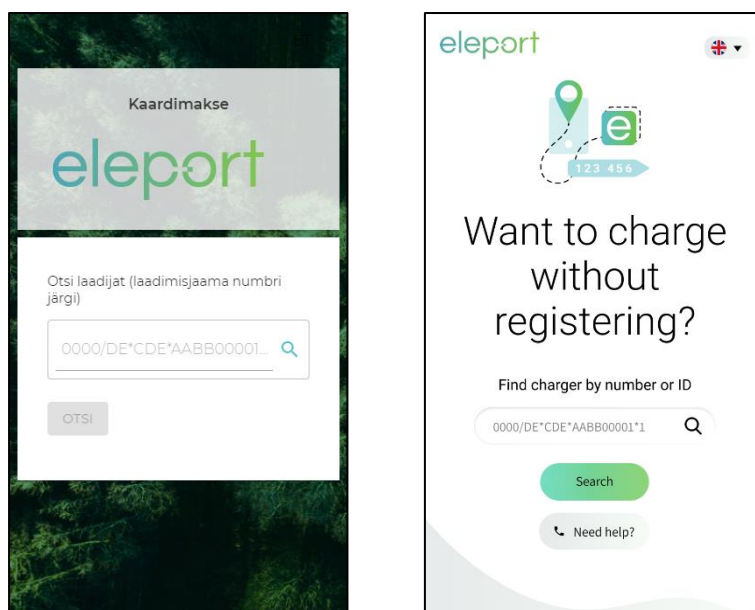 Kaardimakse
eleport
Otsi laadijat (laadimisjaama numbri
järgi)
0000/DE*CDE*AABB00001...
OTSI
eleport
e
123 456
Want to charge
without
registering?
Find charger by number or ID
0000/DE*CDE*AABB00001*1
Search
Need help?